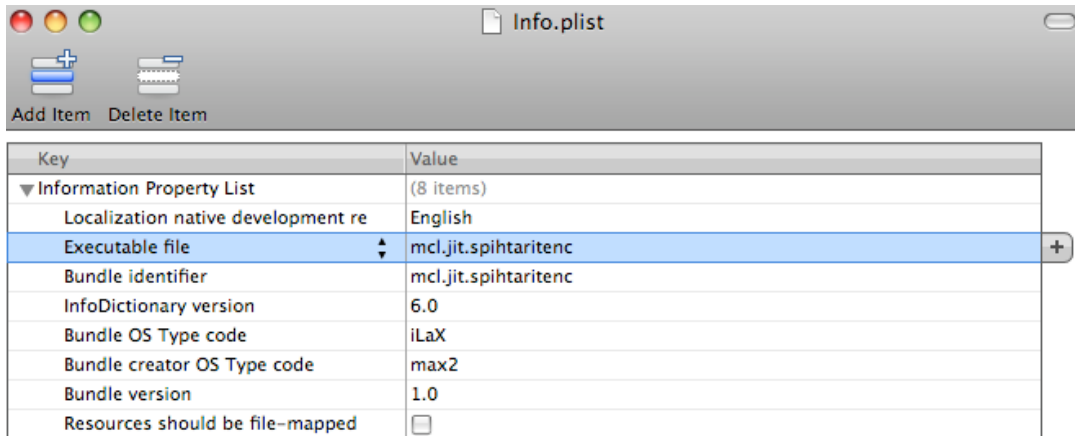 Info.plist
Add Item Delete Item
Key Value
Information Property List (8 items)
Localization native development re English
Executable file mcl.jit.spihtaritenc
Bundle identifier mcl.jit.spihtaritenc
InfoDictionary version 6.0
Bundle OS Type code iLaX
Bundle creator OS Type code max2
Bundle version 1.0
Resources should be file-mapped